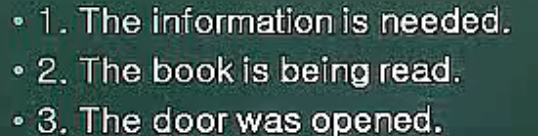 • 1. The information is needed.
• 2. The book is being read.
• 3. The door was opened.